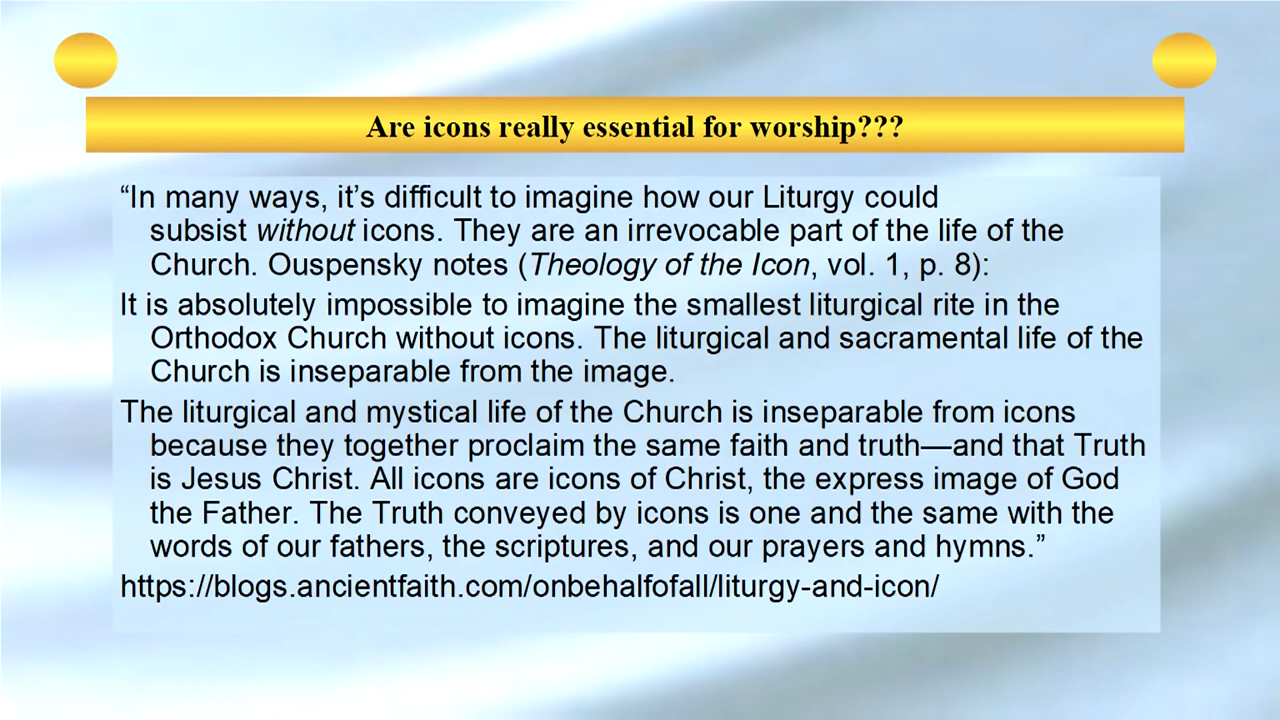 Are icons really essential for worship???
“In many ways, it’s difficult to imagine how our Liturgy could
subsist without icons. They are an irrevocable part of the life of the
Church. Ouspensky notes (Theology of the Icon, vol. 1, p. 8):
It is absolutely impossible to imagine the smallest liturgical rite in the
Orthodox Church without icons. The liturgical and sacramental life of the
Church is inseparable from the image.
The liturgical and mystical life of the Church is inseparable from icons
because they together proclaim the same faith and truth—and that Truth
is Jesus Christ. All icons are icons of Christ, the express image of God
the Father. The Truth conveyed by icons is one and the same with the
words of our fathers, the scriptures, and our prayers and hymns.”
https://blogs.ancientfaith.com/onbehalfofall/liturgy-and-icon/